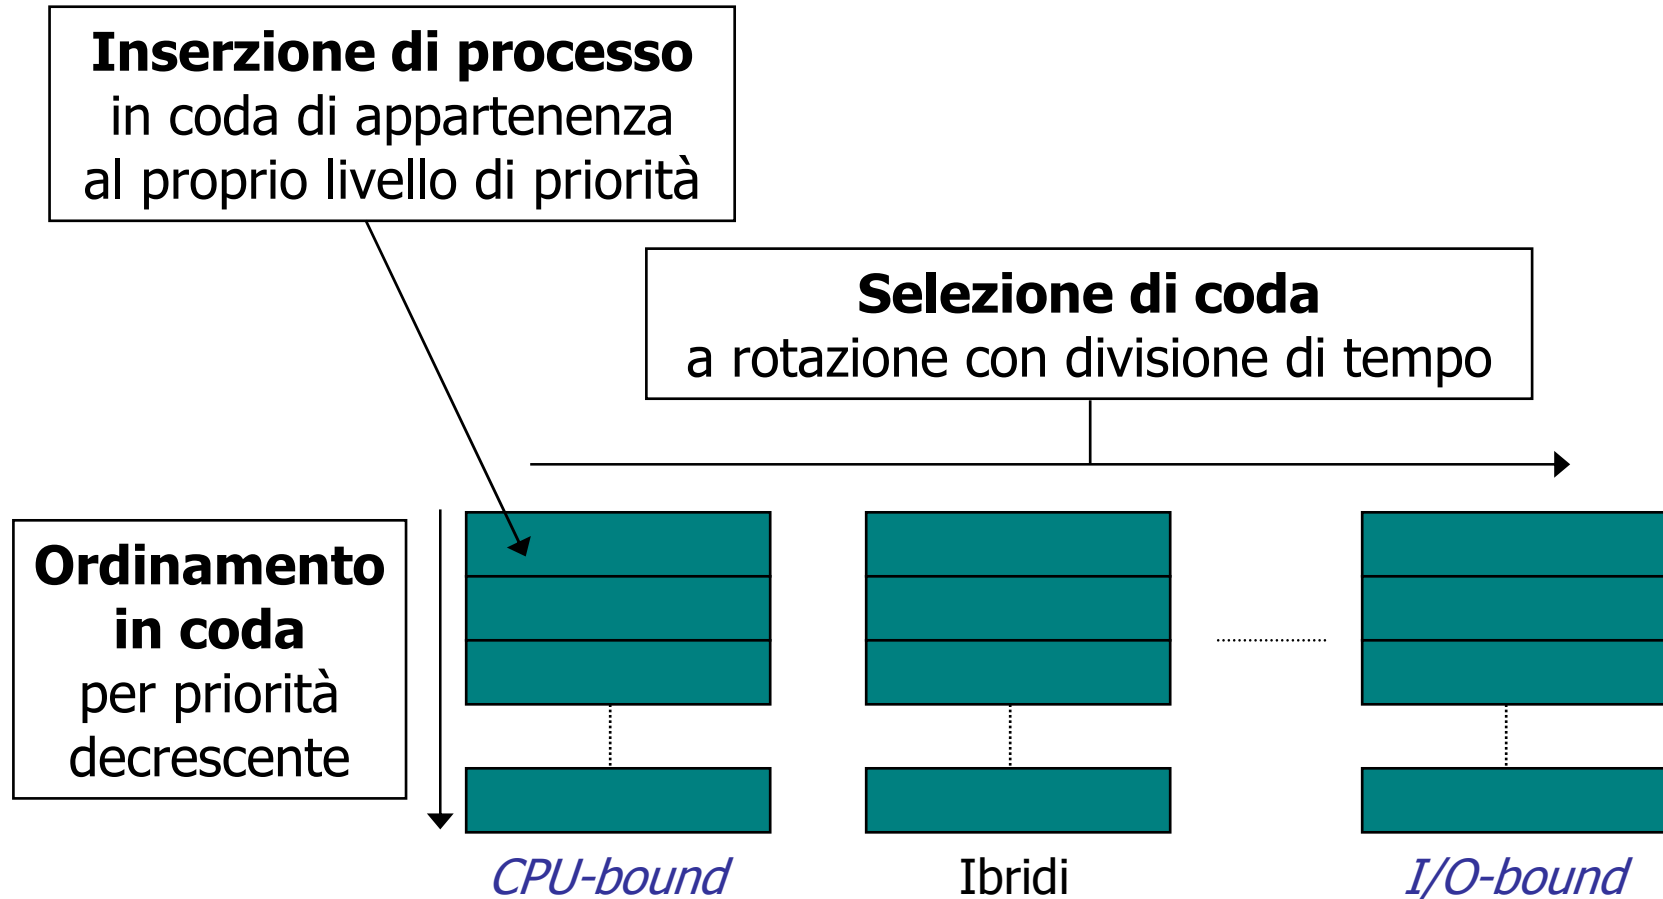 Inserzione di processo
in coda di appartenenza
al proprio livello di priorità
Selezione di coda
a rotazione con divisione di tempo
Ordinamento
in coda
per priorità
decrescente
CPU-bound
Ibridi
I/O-bound